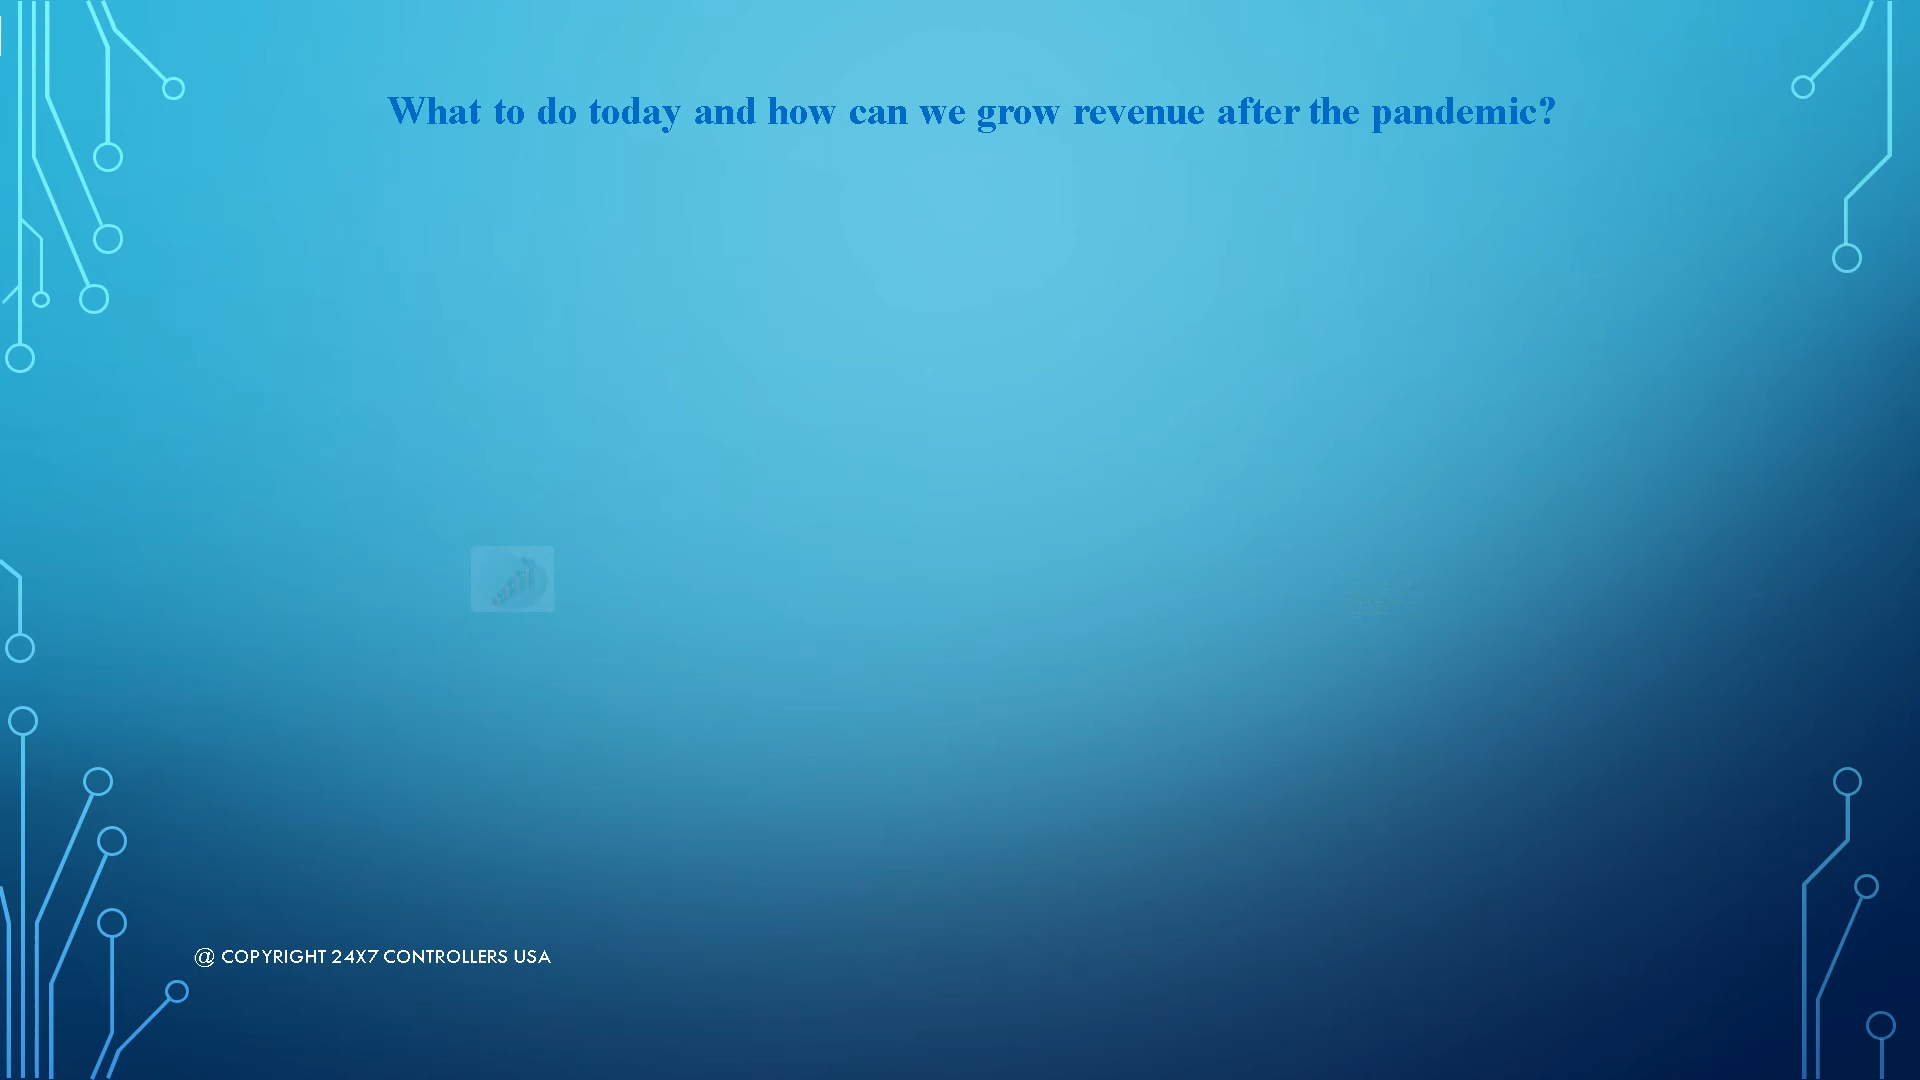 What to do today and how can we grow revenue after the pandemic?
@ COPYRIGHT 24X7 CONTROLLERS USA